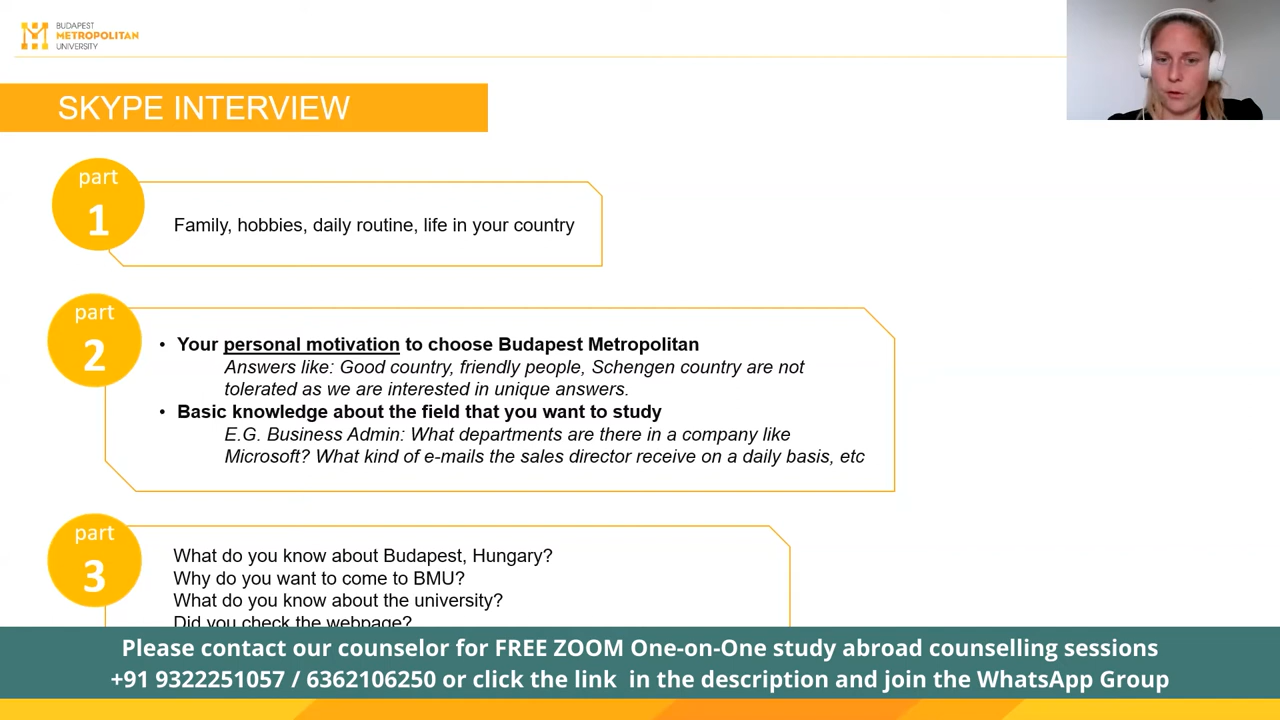 BUDAPEST
METROPOLITAN
UNIVERSITY
SKYPE INTERVIEW
part
1
Family, hobbies, daily routine, life in your country
part
2
• Your personal motivation to choose Budapest Metropolitan
Answers like: Good country, friendly people, Schengen country are not
tolerated as we are interested in unique answers.
• Basic knowledge about the field that you want to study
E.G. Business Admin: What departments are there in a company like
Microsoft? What kind of e-mails the sales director receive on a daily basis, etc
part
3
What do you know about Budapest, Hungary?
Why do you want to come to BMU?
What do you know about the university?
Did you check the webpage?
Please contact our counselor for FREE ZOOM One-on-One study abroad counselling sessions
+91 9322251057 / 6362106250 or click the link in the description and join the WhatsApp Group